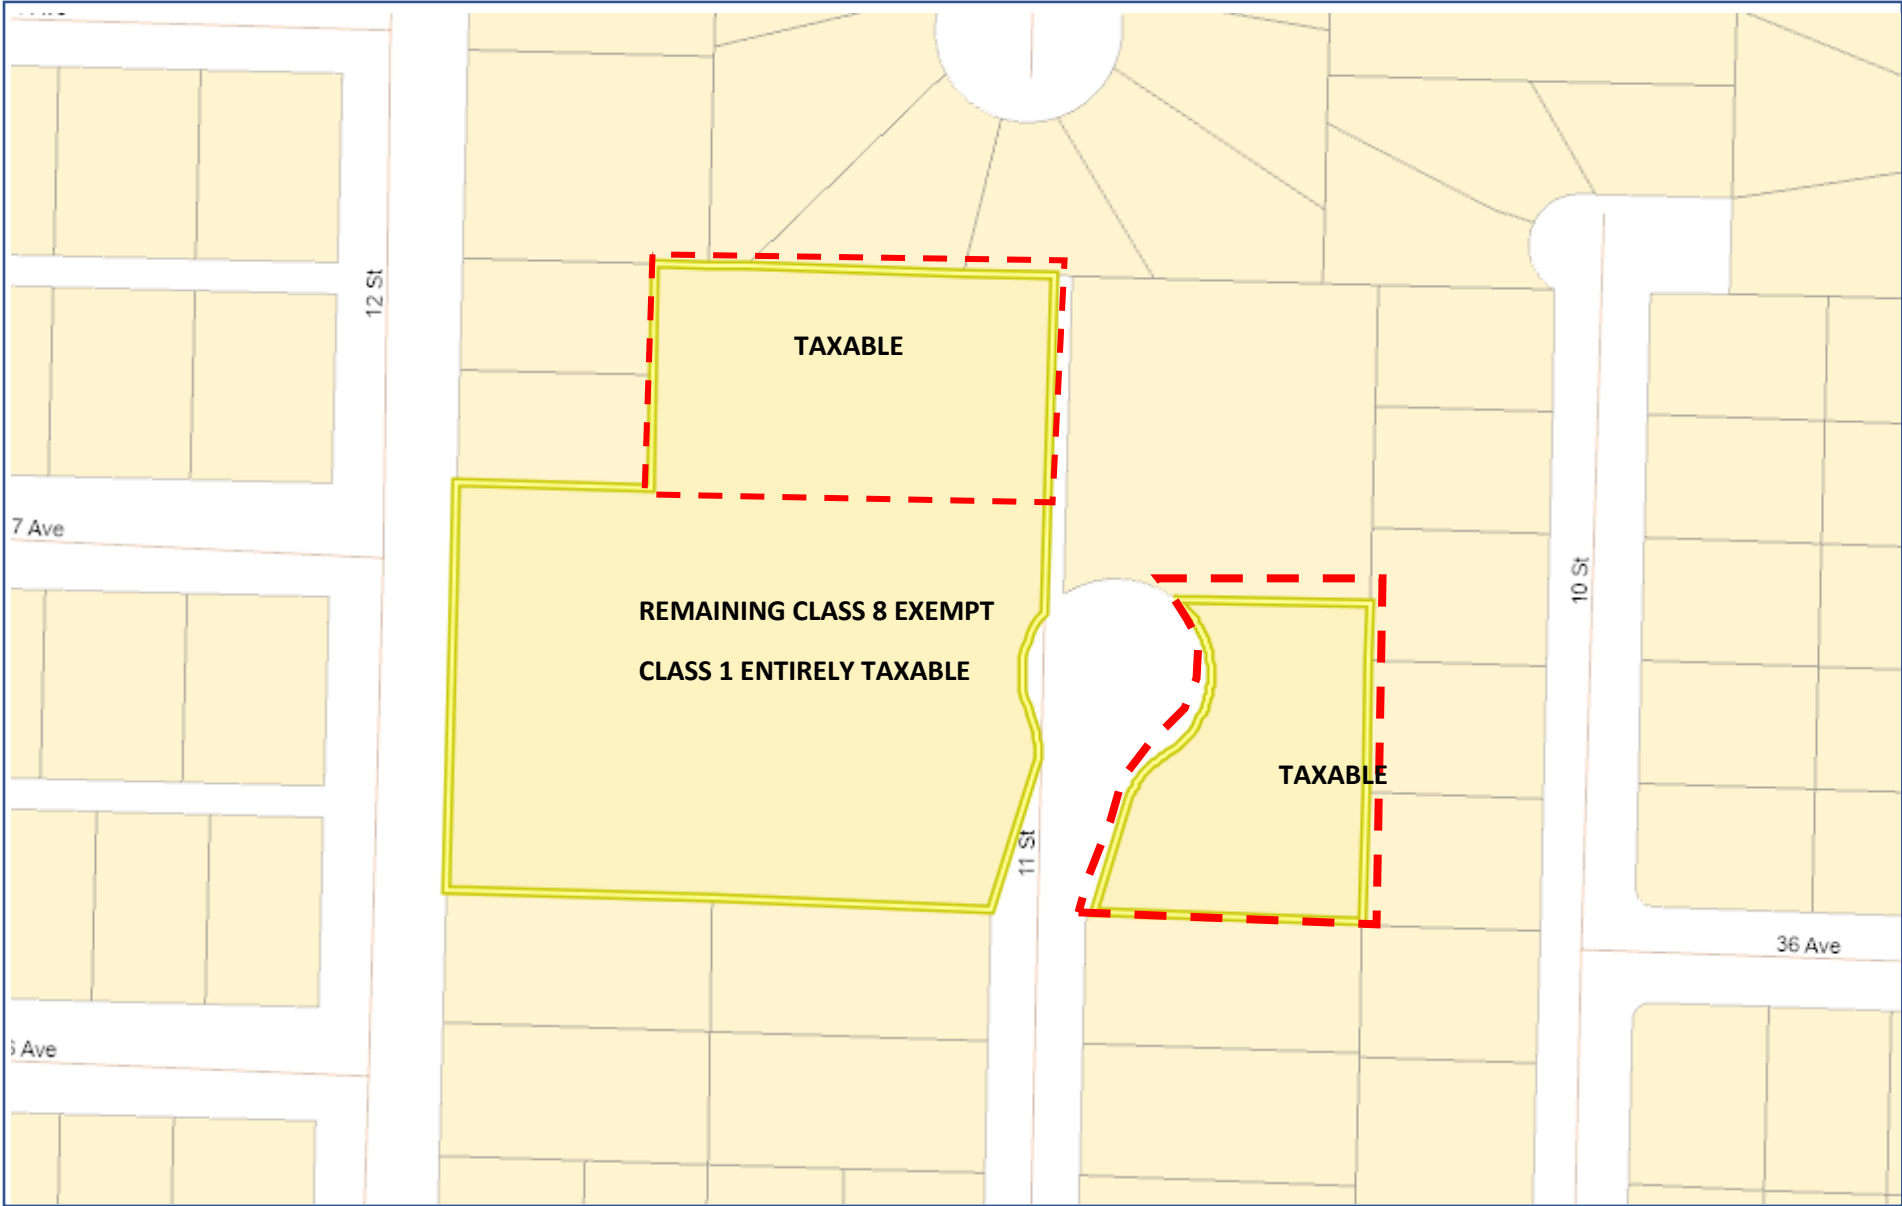 12 St
TAXABLE
7 Ave
10 St
REMAINING CLASS 8 EXEMPT
CLASS 1 ENTIRELY TAXABLE
TAXABLE
11 St
36 Ave
Ave